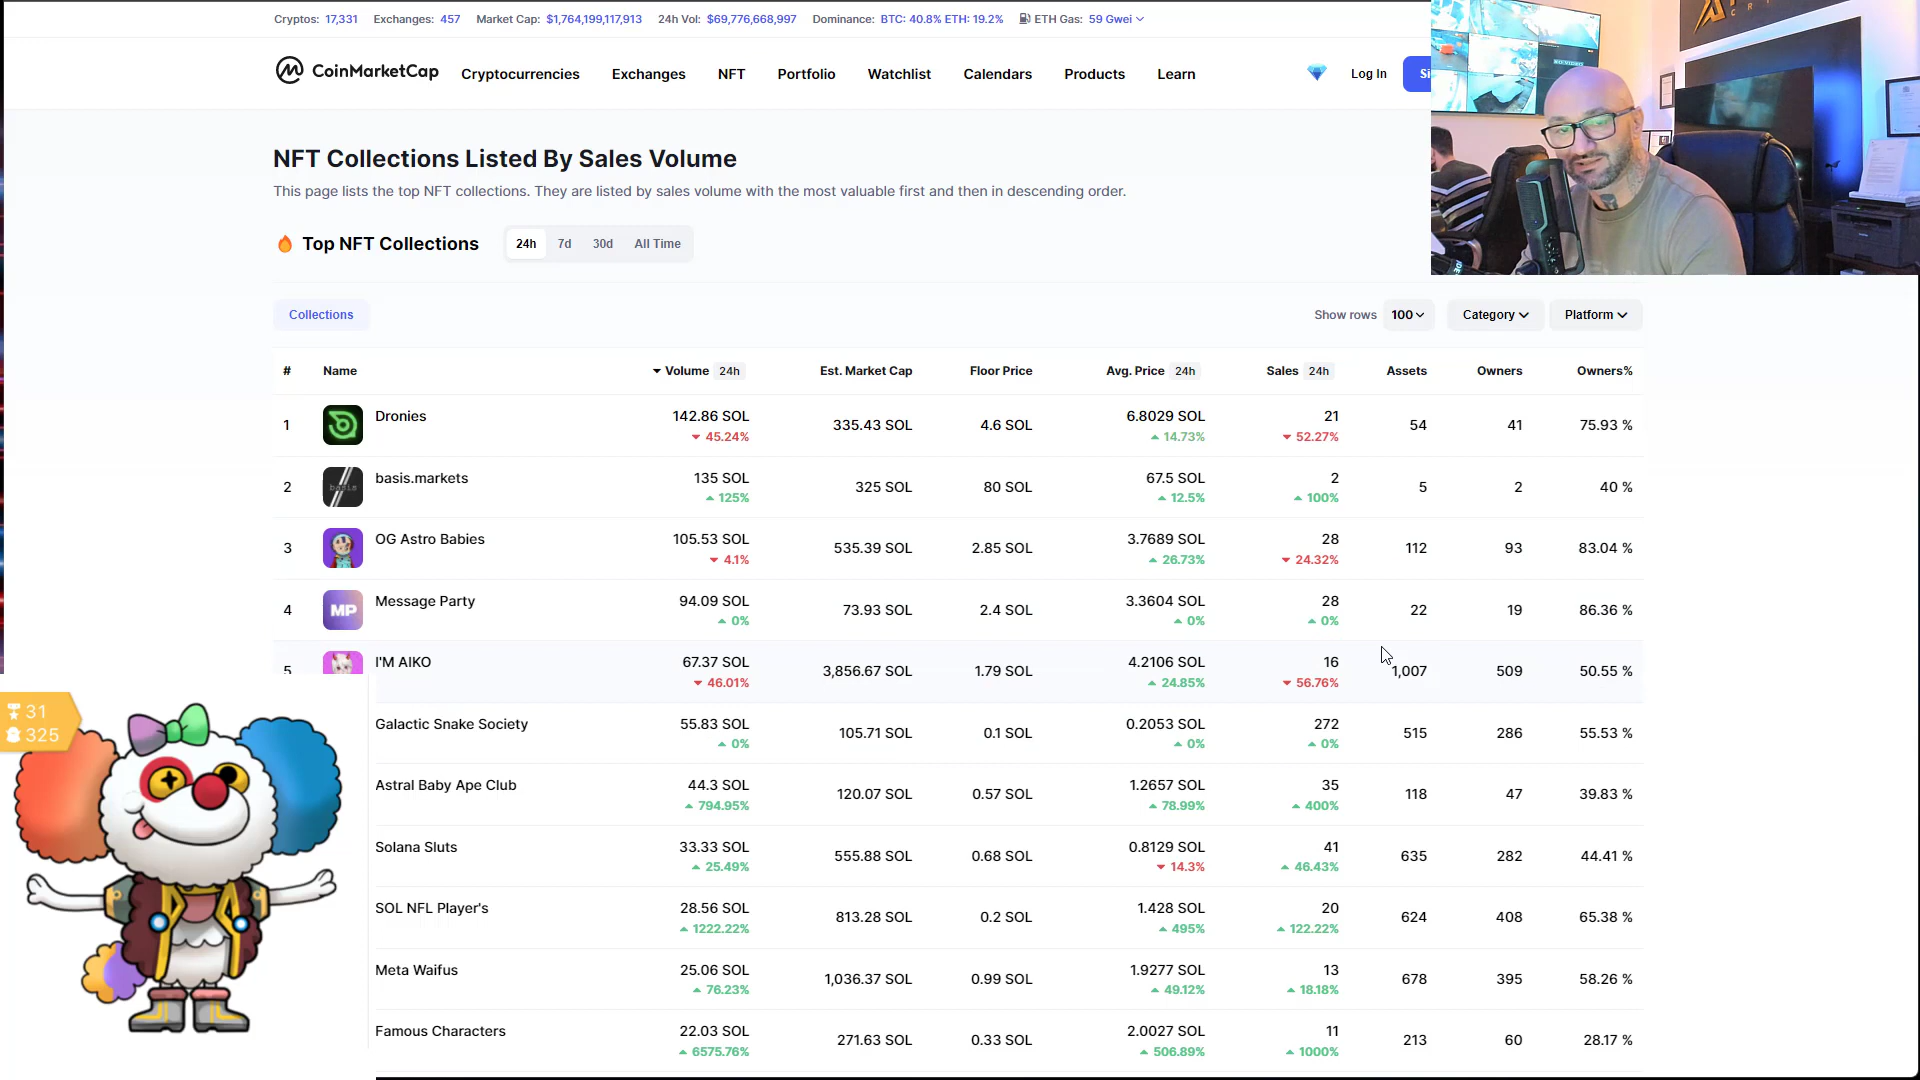 Cryptos: 17,331 Exchanges: 457 Market Cap: $1,764,199,117,913 24h Vol: $69,776,668,997 Dominance: BTC: 40.8% ETH: 19.2% ETH Gas: 59 Gwei
CoinMarketCap Cryptocurrencies Exchanges NFT Portfolio Watchlist Calendars Products Learn Log In Si
NFT Collections Listed By Sales Volume
This page lists the top NFT collections. They are listed by sales volume with the most valuable first and then in descending order.
Top NFT Collections 24h 7d 30d All Time
Collections Show rows 100 Category Platform
# Name Volume 24h Est. Market Cap Floor Price Avg. Price 24h Sales 24h Assets Owners Owners%
1 Dronies 142.86 SOL 335.43 SOL 4.6 SOL 6.8029 SOL 21 54 41 75.93 %
45.24% 14.73% 52.27%
2 basis basis.markets 135 SOL 325 SOL 80 SOL 67.5 SOL 2 5 2 40 %
125% 12.5% 100%
3 OG Astro Babies 105.53 SOL 535.39 SOL 2.85 SOL 3.7689 SOL 28 112 93 83.04 %
4.1% 26.73% 24.32%
4 MP Message Party 94.09 SOL 73.93 SOL 2.4 SOL 3.3604 SOL 28 22 19 86.36 %
0% 0% 0%
5 I'M AIKO 67.37 SOL 3,856.67 SOL 1.79 SOL 4.2106 SOL 16 1,007 509 50.55 %
46.01% 24.85% 56.76%
Galactic Snake Society 55.83 SOL 105.71 SOL 0.1 SOL 0.2053 SOL 272 515 286 55.53 %
0% 0% 0%
Astral Baby Ape Club 44.3 SOL 120.07 SOL 0.57 SOL 1.2657 SOL 35 118 47 39.83 %
794.95% 78.99% 400%
Solana Sluts 33.33 SOL 555.88 SOL 0.68 SOL 0.8129 SOL 41 635 282 44.41 %
25.49% 14.3% 46.43%
SOL NFL Player's 28.56 SOL 813.28 SOL 0.2 SOL 1.428 SOL 20 624 408 65.38 %
1222.22% 495% 122.22%
Meta Waifus 25.06 SOL 1,036.37 SOL 0.99 SOL 1.9277 SOL 13 678 395 58.26 %
76.23% 49.12% 18.18%
Famous Characters 22.03 SOL 271.63 SOL 0.33 SOL 2.0027 SOL 11 213 60 28.17 %
6575.76% 506.89% 1000%
31
325